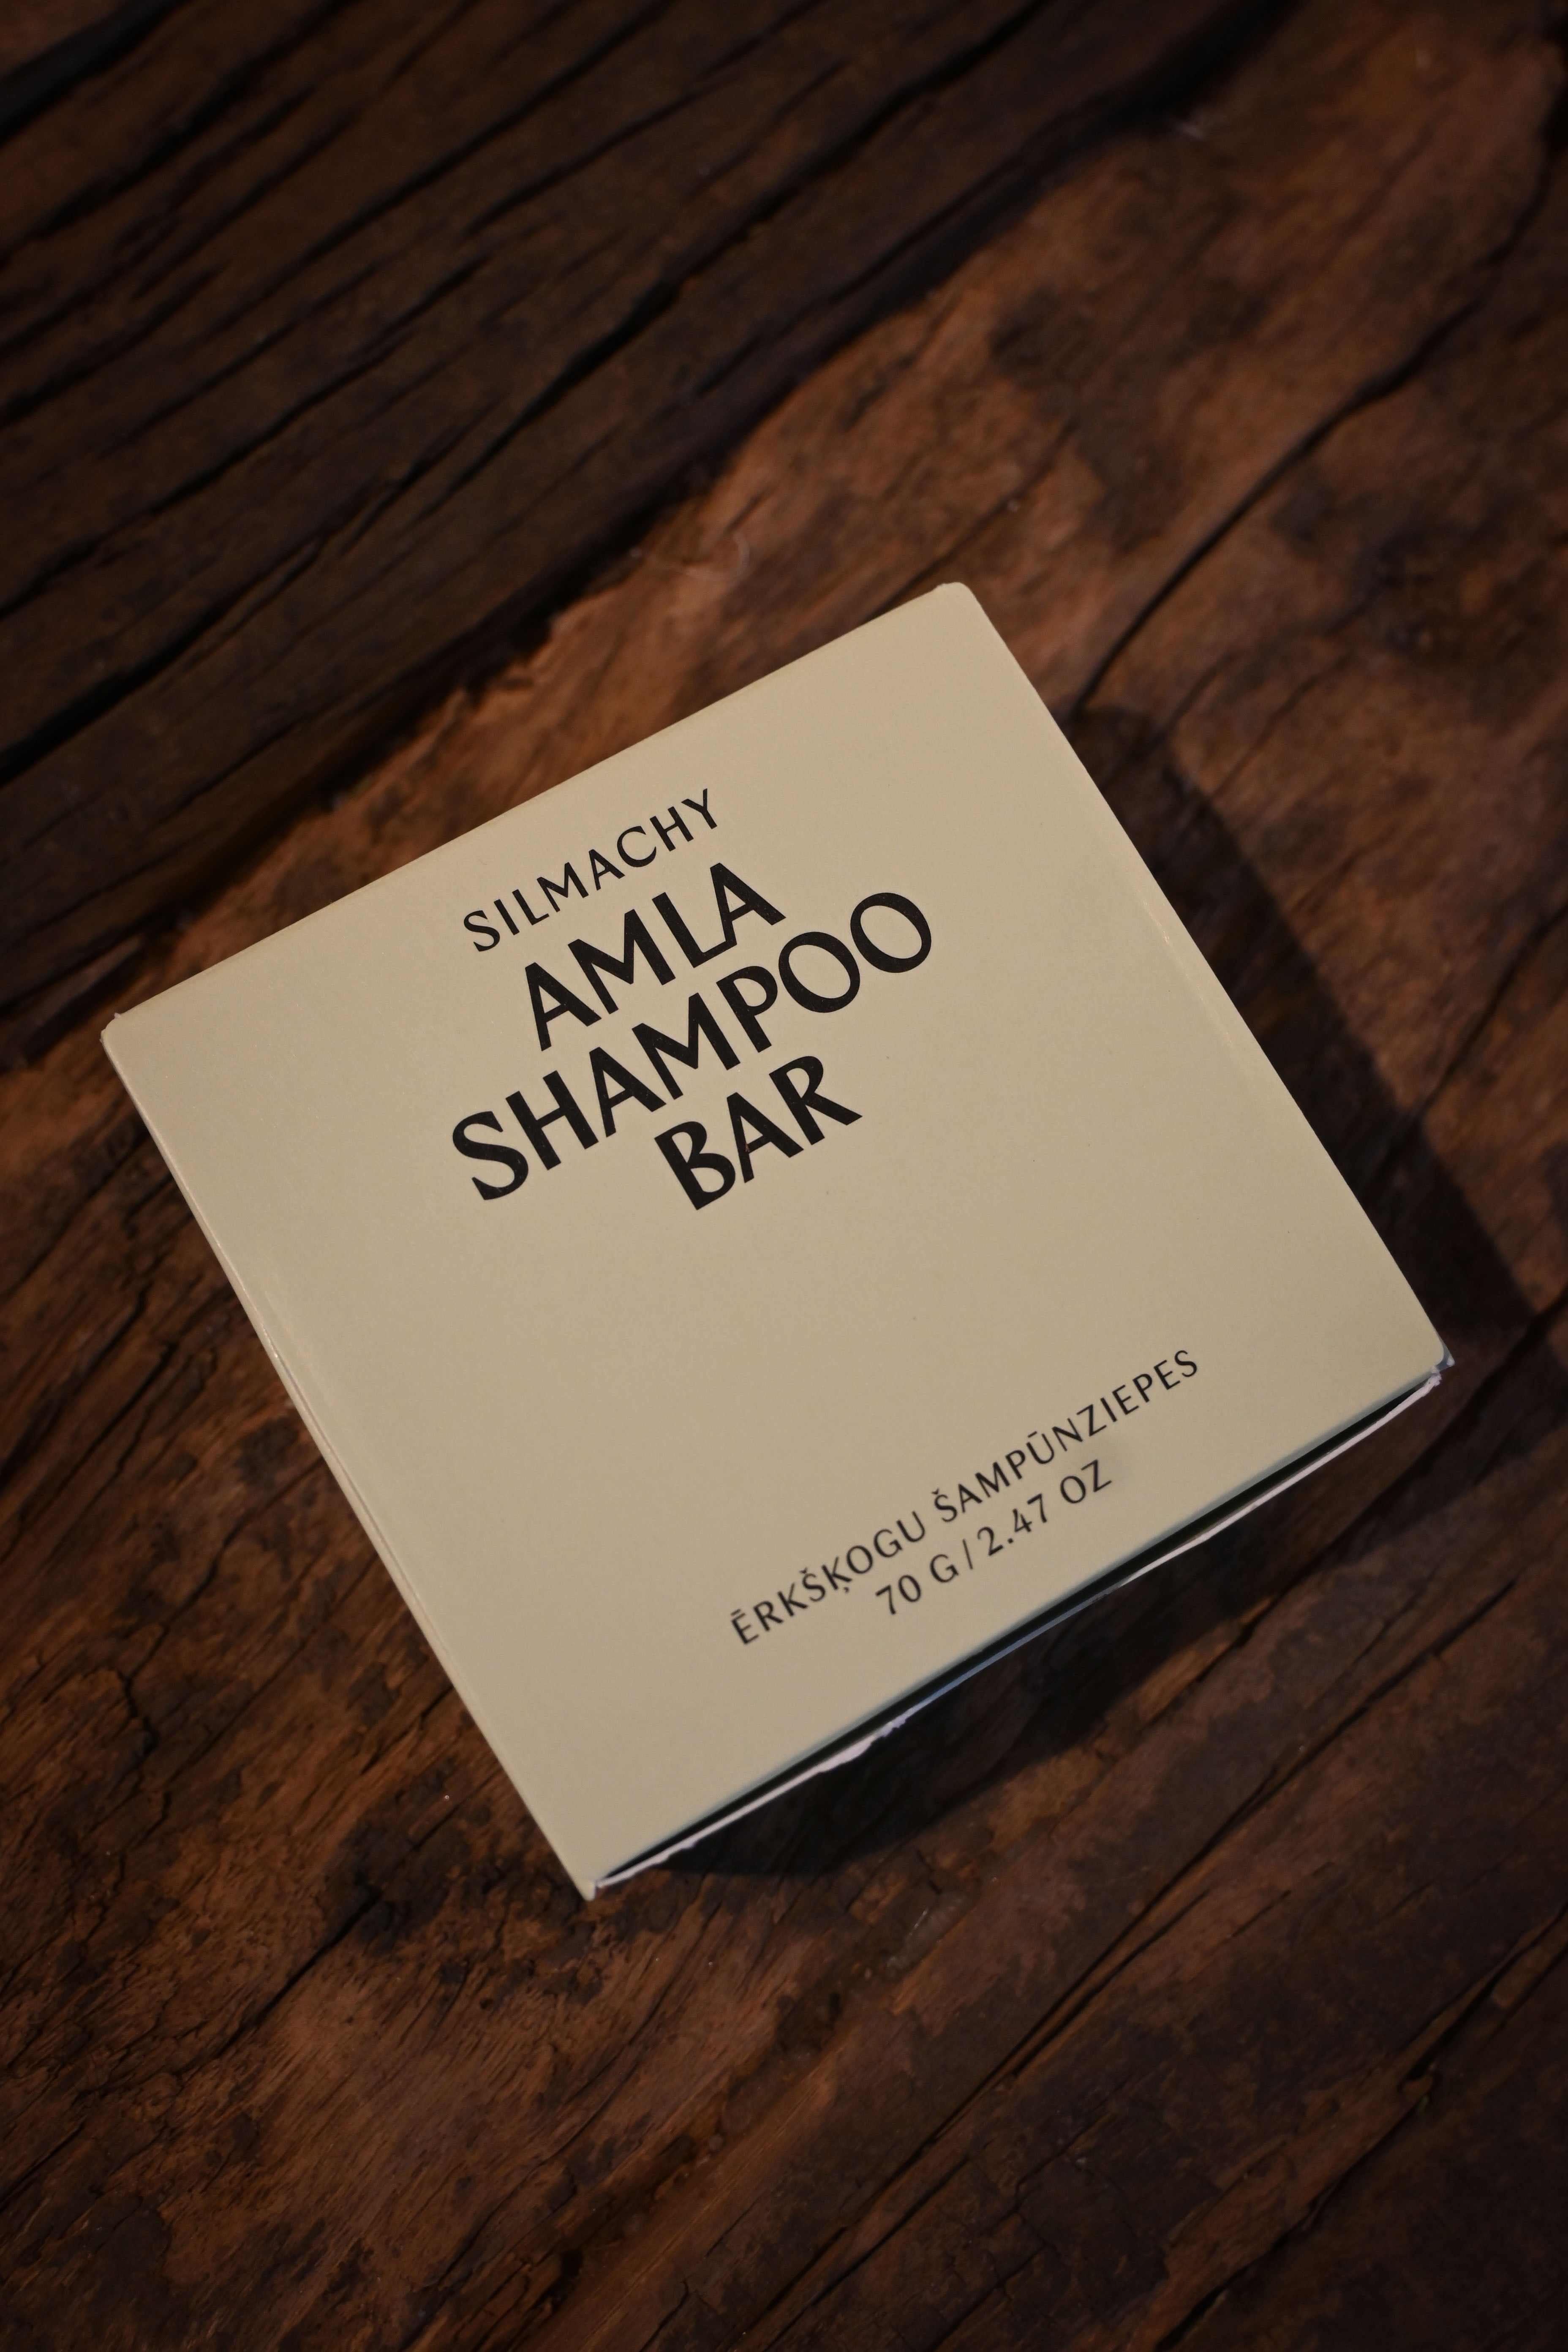 SILMACHY
AMLA
SHAMPOO
BAR
ĒRKŠĶOGU ŠAMPŪNZIEPES
70 G / 2.47 OZ